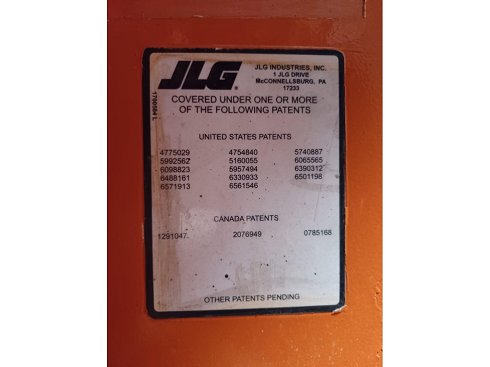 JLG
JLG INDUSTRIES, INC.
1 JLG DRIVE
McCONNELLSBURG, PA
17233
COVERED UNDER ONE OR MORE
OF THE FOLLOWING PATENTS
UNITED STATES PATENTS
4775029 4754840 5740887
5992562 5160055 6065565
6098823 5957494 6390312
6488161 6330933 6501198
6571913 6561546
CANADA PATENTS
1291047 2076949 0785168
OTHER PATENTS PENDING